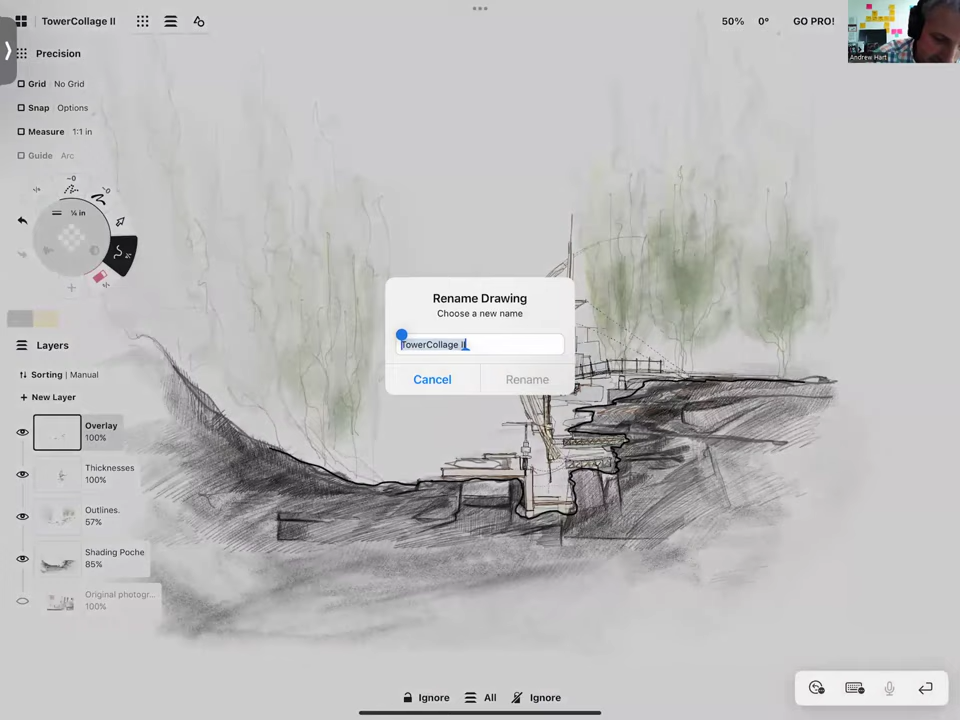 TowerCollage II
50% 0° GO PRO!
Andrew Hart
Precision
Grid No Grid
Snap Options
Measure 1:1 in
Guide Arc
¼ in
Layers
Sorting | Manual
+ New Layer
Overlay
100%
Thicknesses
100%
Outlines.
57%
Shading Poche
85%
Original photogr...
100%
Rename Drawing
Choose a new name
TowerCollage II
Cancel Rename
Ignore All Ignore